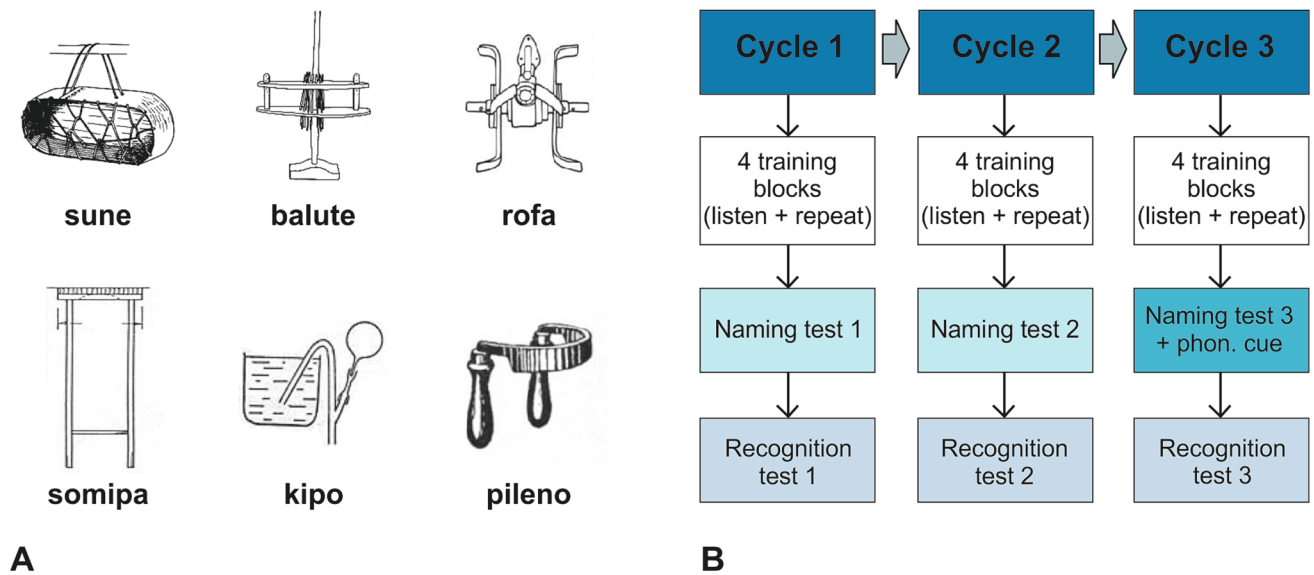 sune
balute
rofa
somipa
kipo
pileno
A
Cycle 1
Cycle 2
Cycle 3
4 training
blocks
(listen + repeat)
4 training
blocks
(listen + repeat)
4 training
blocks
(listen + repeat)
Naming test 1
Naming test 2
Naming test 3
+ phon. cue
Recognition
test 1
Recognition
test 2
Recognition
test 3
B